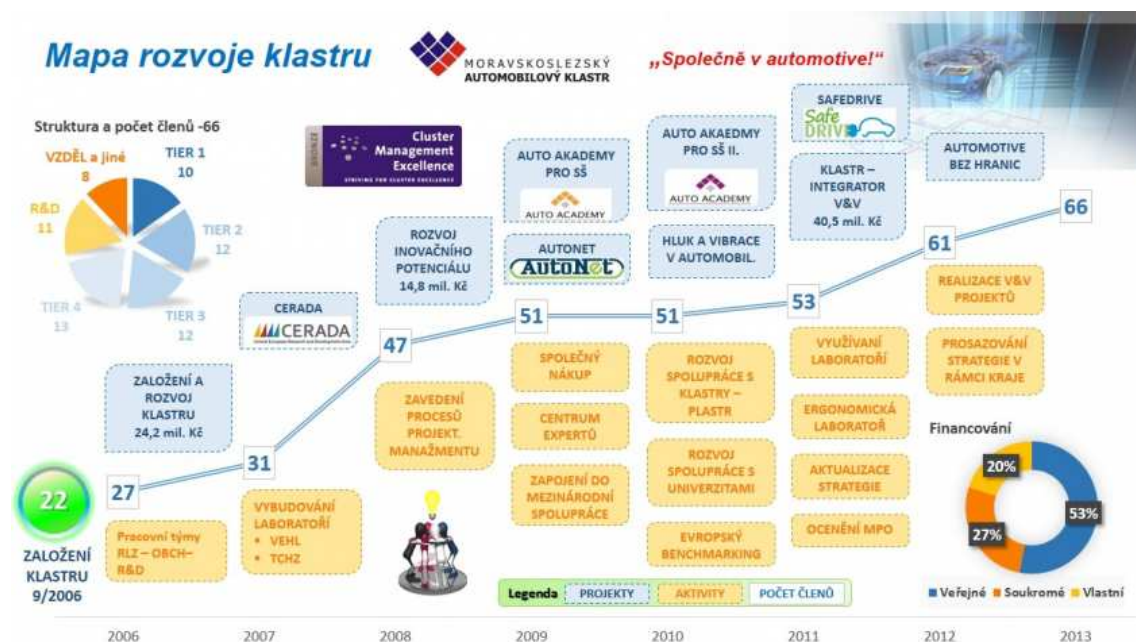 Mapa rozvoje klastru
MORAVSKOSLEZSKÝ
AUTOMOBILOVÝ KLASTR
„Společně v automotive!“
Struktura a počet členů -66
VZDĚL a jiné
8
TIER 1
10
R&D
11
TIER 2
12
TIER 4
13
TIER 3
12
BRONZE
Cluster
Management
Excellence
STRIVING FOR CLUSTER EXCELLENCE
ZALOŽENÍ A
ROZVOJ
KLASTRU
24,2 mil. Kč
CERADA
CERADA
ROZVOJ
INOVAČNÍHO
POTENCIÁLU
14,8 mil. Kč
AUTO AKADEMY
PRO SŠ
AUTO ACADEMY
AUTONET
AUTONET
AUTO AKAEDMY
PRO SŠ II.
AUTO ACADEMY
HLUK A VIBRACE
V AUTOMOBIL.
SAFEDRIVE
Safe
DRIVE
KLASTR –
INTEGRATOR
V&V
40,5 mil. Kč
AUTOMOTIVE
BEZ HRANIC
22
27
31
47
51
51
53
61
66
ZALOŽENÍ
KLASTRU
9/2006
Pracovní týmy
RLZ – OBCH–
R&D
VYBUDOVÁNÍ
LABORATOŘÍ
• VEHL
• TCHZ
ZAVEDENÍ
PROCESŮ
PROJEKT.
MANAŽMENTU
SPOLEČNÝ
NÁKUP
CENTRUM
EXPERTŮ
ZAPOJENÍ DO
MEZINÁRODNÍ
SPOLUPRÁCE
ROZVOJ
SPOLUPRÁCE S
KLASTRY –
PLASTR
ROZVOJ
SPOLUPRÁCE S
UNIVERZITAMI
EVROPSKÝ
BENCHMARKING
VYUŽÍVANÍ
LABORATOŘÍ
ERGONOMICKÁ
LABORATOŘ
AKTUALIZACE
STRATEGIE
OCENĚNÍ MPO
REALIZACE V&V
PROJEKTŮ
PROSAZOVÁNÍ
STRATEGIE V
RÁMCI KRAJE
Financování
20%
53%
27%
Veřejné Soukromé Vlastní
Legenda PROJEKTY AKTIVITY POČET ČLENŮ
2006 2007 2008 2009 2010 2011 2012 2013